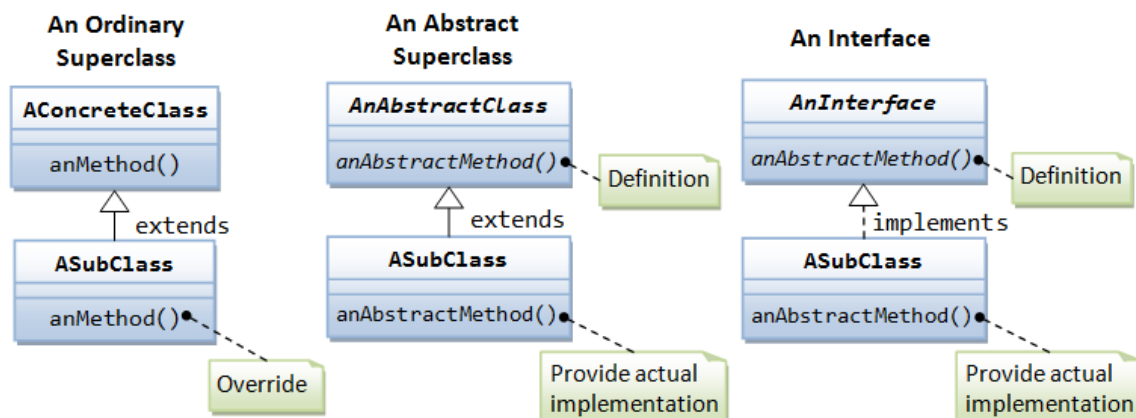 An Ordinary
Superclass
AConcreteClass
anMethod()
extends
ASubClass
anMethod()
Override
An Abstract
Superclass
AnAbstractClass
anAbstractMethod()
Definition
extends
ASubClass
anAbstractMethod()
Provide actual
implementation
An Interface
AnInterface
anAbstractMethod()
Definition
implements
ASubClass
anAbstractMethod()
Provide actual
implementation